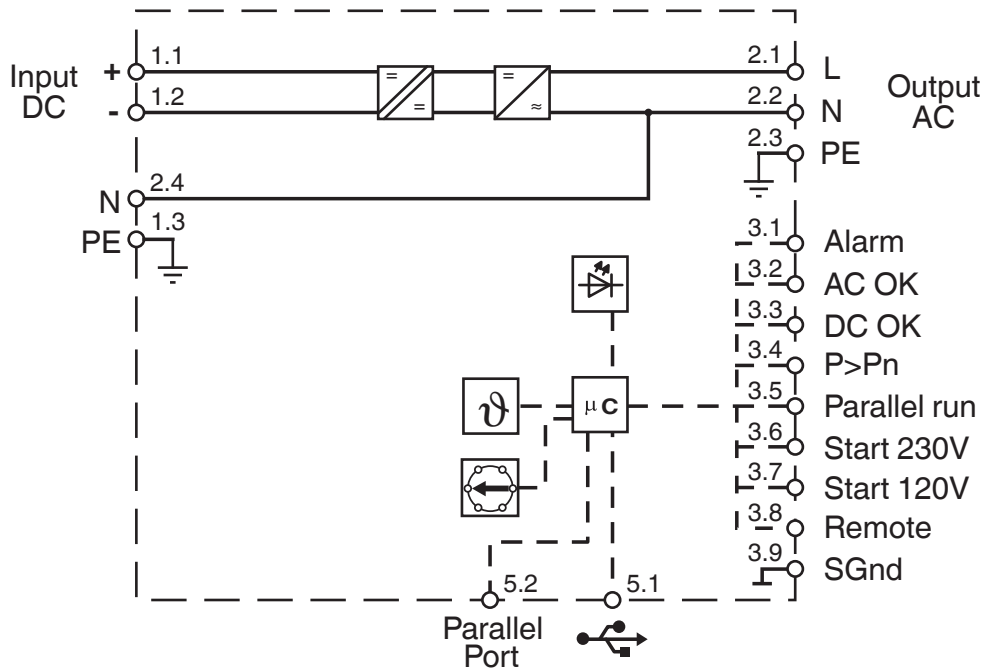 Input
DC
+ 1.1
- 1.2
2.1 L
2.2 N
Output
AC
2.3 PE
N 2.4
PE 1.3
3.1 Alarm
3.2 AC OK
3.3 DC OK
3.4 P>Pn
ϑ
μC
3.5 Parallel run
3.6 Start 230V
3.7 Start 120V
3.8 Remote
3.9 SGnd
5.2
5.1
Parallel
Port